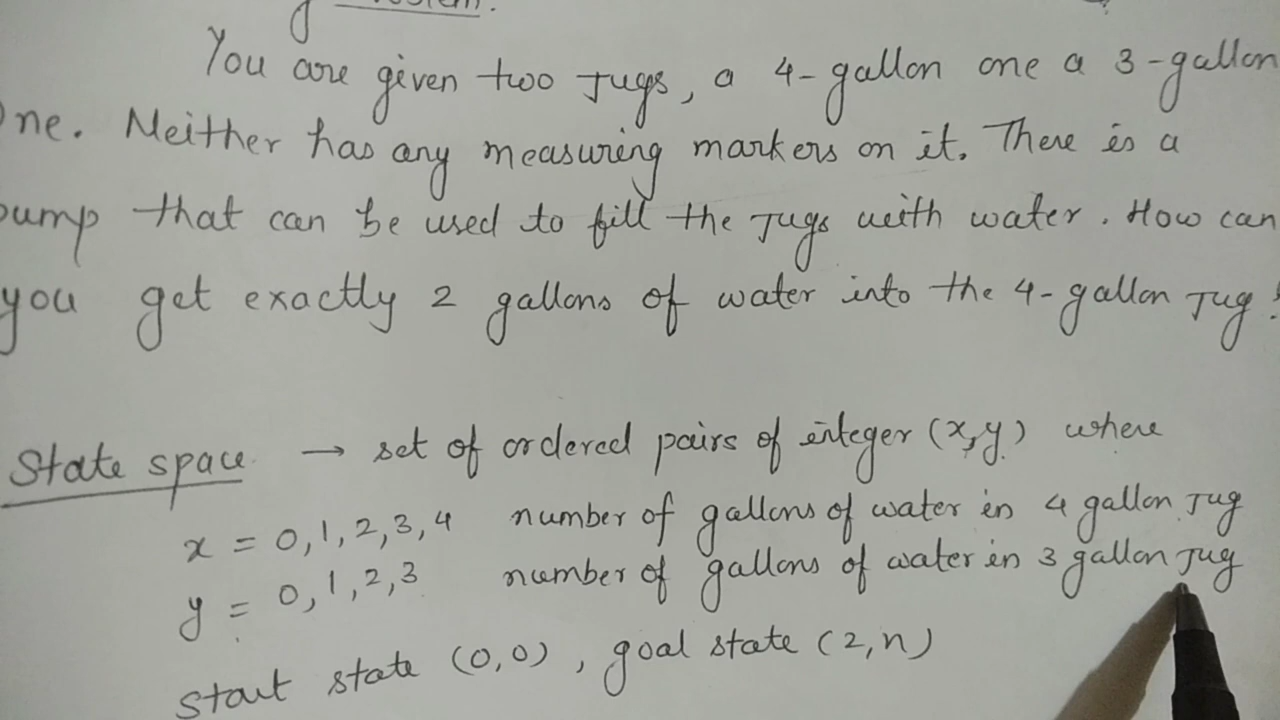 You are given two Jugs, a 4-gallon one a 3-gallon
One. Neither has any measuring markers on it. There is a
pump that can be used to fill the Jugs with water. How can
you get exactly 2 gallons of water into the 4-gallon Jug?
State space → set of ordered pairs of integer (x,y) where
x = 0,1,2,3,4 number of gallons of water in 4 gallon Jug
y = 0,1,2,3 number of gallons of water in 3 gallon Jug
start state (0,0), goal state (2,n)